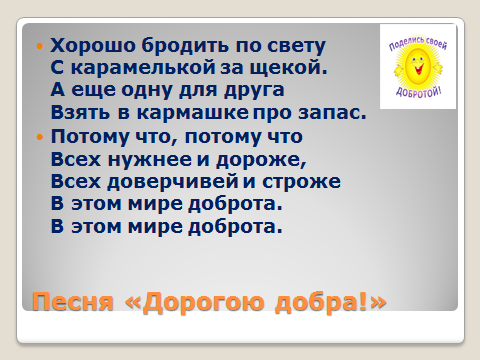 Хорошо бродить по свету
С карамелькой за щекой.
А еще одну для друга
Взять в кармашке про запас.
Потому что, потому что
Всех нужнее и дороже,
Всех доверчивей и строже
В этом мире доброта.
В этом мире доброта.
Поделись своей
ДОБРОТОЙ!
Песня «Дорогою добра!»